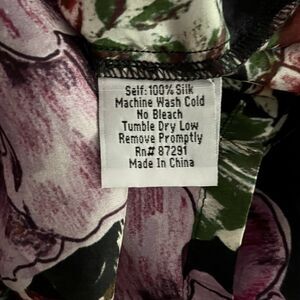 Self: 100% Silk
Machine Wash Cold
No Bleach
Tumble Dry Low
Remove Promptly
Rn# 87291
Made In China